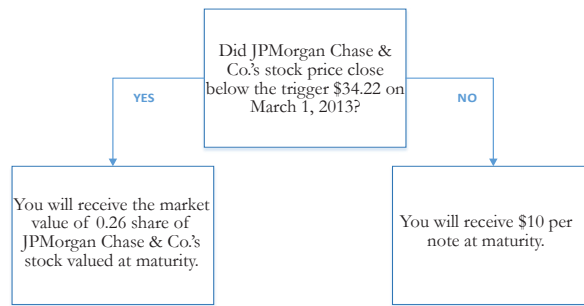 Did JPMorgan Chase &
Co.'s stock price close
below the trigger $34.22 on
March 1, 2013?
YES
NO
You will receive the market
value of 0.26 share of
JPMorgan Chase & Co.'s
stock valued at maturity.
You will receive $10 per
note at maturity.